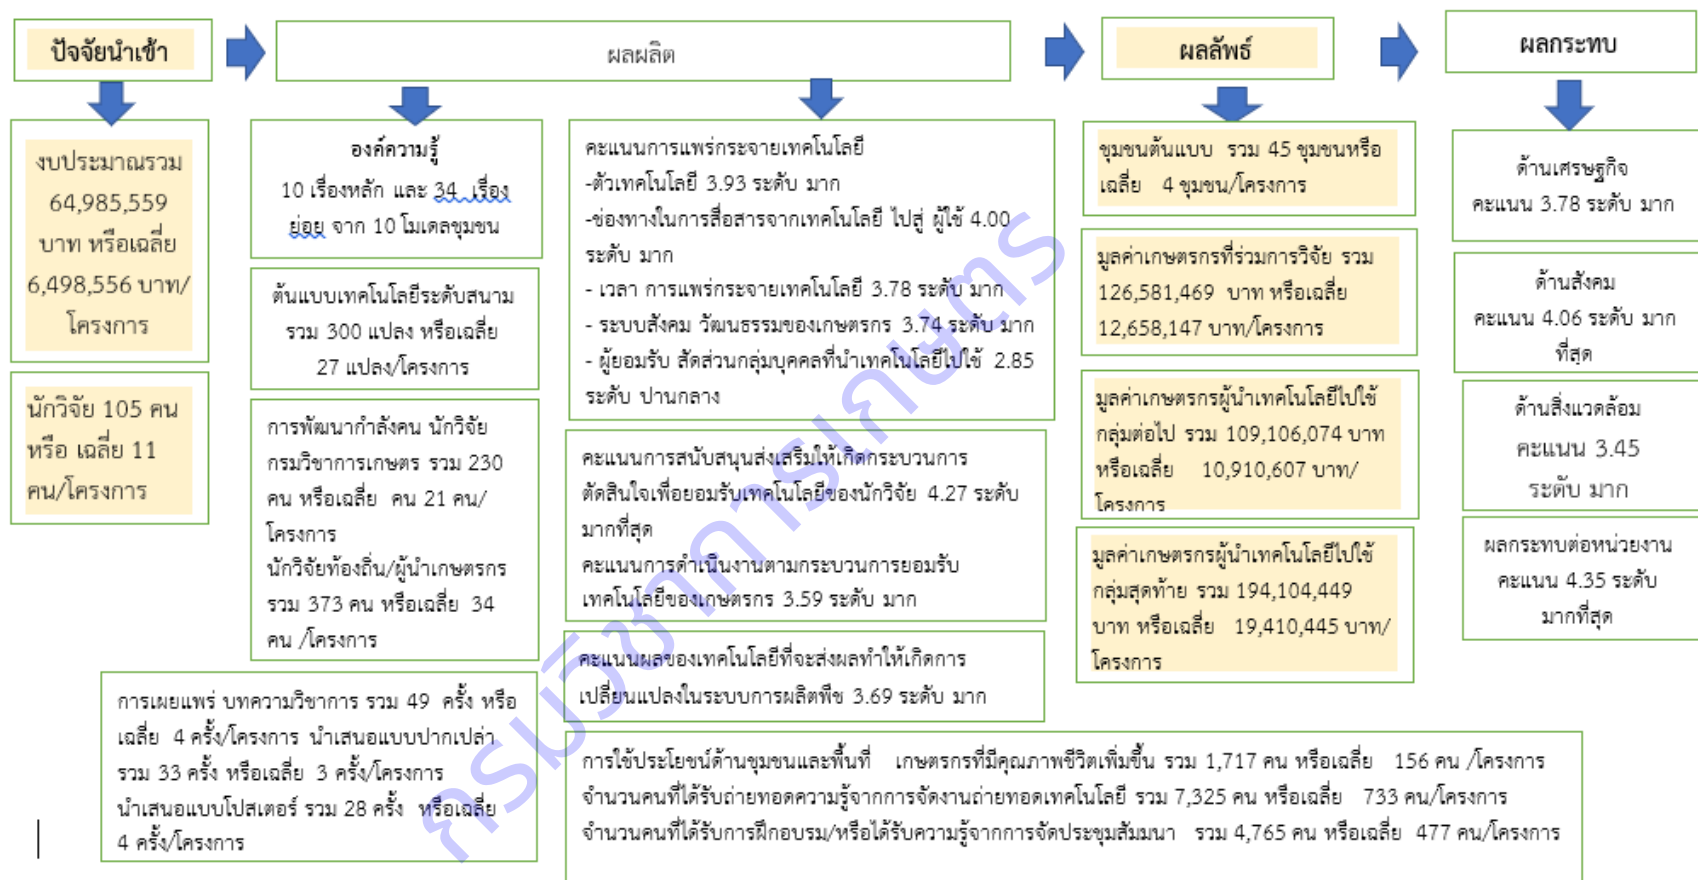 ปัจจัยนำเข้า
ผลผลิต
ผลลัพธ์
ผลกระทบ
งบประมาณรวม
64,985,559
บาท หรือเฉลี่ย
6,498,556 บาท/
โครงการ
นักวิจัย 105 คน
หรือ เฉลี่ย 11
คน/โครงการ
องค์ความรู้
10 เรื่องหลัก และ 34 เรื่อง
ย่อย จาก 10 โมเดลชุมชน
ต้นแบบเทคโนโลยีระดับสนาม
รวม 300 แปลง หรือเฉลี่ย
27 แปลง/โครงการ
การพัฒนากำลังคน นักวิจัย
กรมวิชาการเกษตร รวม 230
คน หรือเฉลี่ย คน 21 คน/
โครงการ
นักวิจัยท้องถิ่น/ผู้นำเกษตรกร
รวม 373 คน หรือเฉลี่ย 34
คน /โครงการ
การเผยแพร่ บทความวิชาการ รวม 49 ครั้ง หรือ
เฉลี่ย 4 ครั้ง/โครงการ นำเสนอแบบปากเปล่า
รวม 33 ครั้ง หรือเฉลี่ย 3 ครั้ง/โครงการ
นำเสนอแบบโปสเตอร์ รวม 28 ครั้ง หรือเฉลี่ย
4 ครั้ง/โครงการ
คะแนนการแพร่กระจายเทคโนโลยี
-ตัวเทคโนโลยี 3.93 ระดับ มาก
-ช่องทางในการสื่อสารจากเทคโนโลยี ไปสู่ ผู้ใช้ 4.00
ระดับ มาก
- เวลา การแพร่กระจายเทคโนโลยี 3.78 ระดับ มาก
- ระบบสังคม วัฒนธรรมของเกษตรกร 3.74 ระดับ มาก
- ผู้ยอมรับ สัดส่วนกลุ่มบุคคลที่นำเทคโนโลยีไปใช้ 2.85
ระดับ ปานกลาง
คะแนนการสนับสนุนส่งเสริมให้เกิดกระบวนการ
ตัดสินใจเพื่อยอมรับเทคโนโลยีของนักวิจัย 4.27 ระดับ
มากที่สุด
คะแนนการดำเนินงานตามกระบวนการยอมรับ
เทคโนโลยีของเกษตรกร 3.59 ระดับ มาก
คะแนนผลของเทคโนโลยีที่จะส่งผลทำให้เกิดการ
เปลี่ยนแปลงในระบบการผลิตพืช 3.69 ระดับ มาก
การใช้ประโยชน์ด้านชุมชนและพื้นที่ เกษตรกรที่มีคุณภาพชีวิตเพิ่มขึ้น รวม 1,717 คน หรือเฉลี่ย 156 คน /โครงการ
จำนวนคนที่ได้รับถ่ายทอดความรู้จากการจัดงานถ่ายทอดเทคโนโลยี รวม 7,325 คน หรือเฉลี่ย 733 คน/โครงการ
จำนวนคนที่ได้รับการฝึกอบรม/หรือได้รับความรู้จากการจัดประชุมสัมมนา รวม 4,765 คน หรือเฉลี่ย 477 คน/โครงการ
ชุมชนต้นแบบ รวม 45 ชุมชนหรือ
เฉลี่ย 4 ชุมชน/โครงการ
มูลค่าเกษตรกรที่ร่วมการวิจัย รวม
126,581,469 บาท หรือเฉลี่ย
12,658,147 บาท/โครงการ
มูลค่าเกษตรกรผู้นำเทคโนโลยีไปใช้
กลุ่มต่อไป รวม 109,106,074 บาท
หรือเฉลี่ย 10,910,607 บาท/
โครงการ
มูลค่าเกษตรกรผู้นำเทคโนโลยีไปใช้
กลุ่มสุดท้าย รวม 194,104,449
บาท หรือเฉลี่ย 19,410,445 บาท/
โครงการ
ด้านเศรษฐกิจ
คะแนน 3.78 ระดับ มาก
ด้านสังคม
คะแนน 4.06 ระดับ มาก
ที่สุด
ด้านสิ่งแวดล้อม
คะแนน 3.45
ระดับ มาก
ผลกระทบต่อหน่วยงาน
คะแนน 4.35 ระดับ
มากที่สุด
กรมวิชาการเกษตร